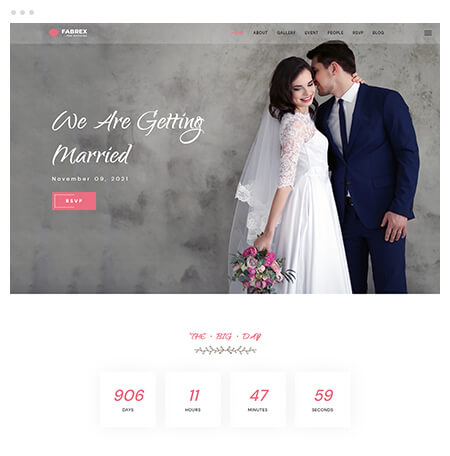 FABREX
HOME ABOUT GALLERY EVENT PEOPLE RSVP BLOG
We Are Getting
Married
November 09, 2021
RSVP
THE - BIG - DAY
906 11 47 59
DAYS HOURS MINUTES SECONDS